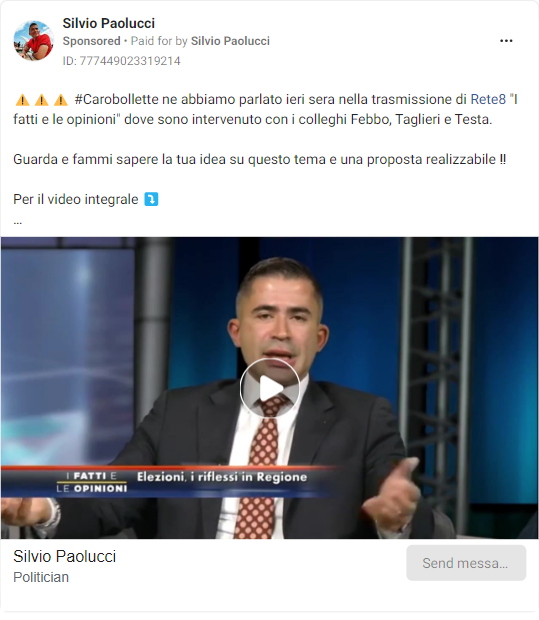 Silvio Paolucci
Sponsored • Paid for by Silvio Paolucci
ID: 777449023319214
⚠️ ⚠️ ⚠️ #Carobollette ne abbiamo parlato ieri sera nella trasmissione di Rete8 "I
fatti e le opinioni" dove sono intervenuto con i colleghi Febbo, Taglieri e Testa.
Guarda e fammi sapere la tua idea su questo tema e una proposta realizzabile ‼️
Per il video integrale ⤵️
...
I FATTI E
LE OPINIONI
Elezioni, i riflessi in Regione
Silvio Paolucci
Politician
Send messa...